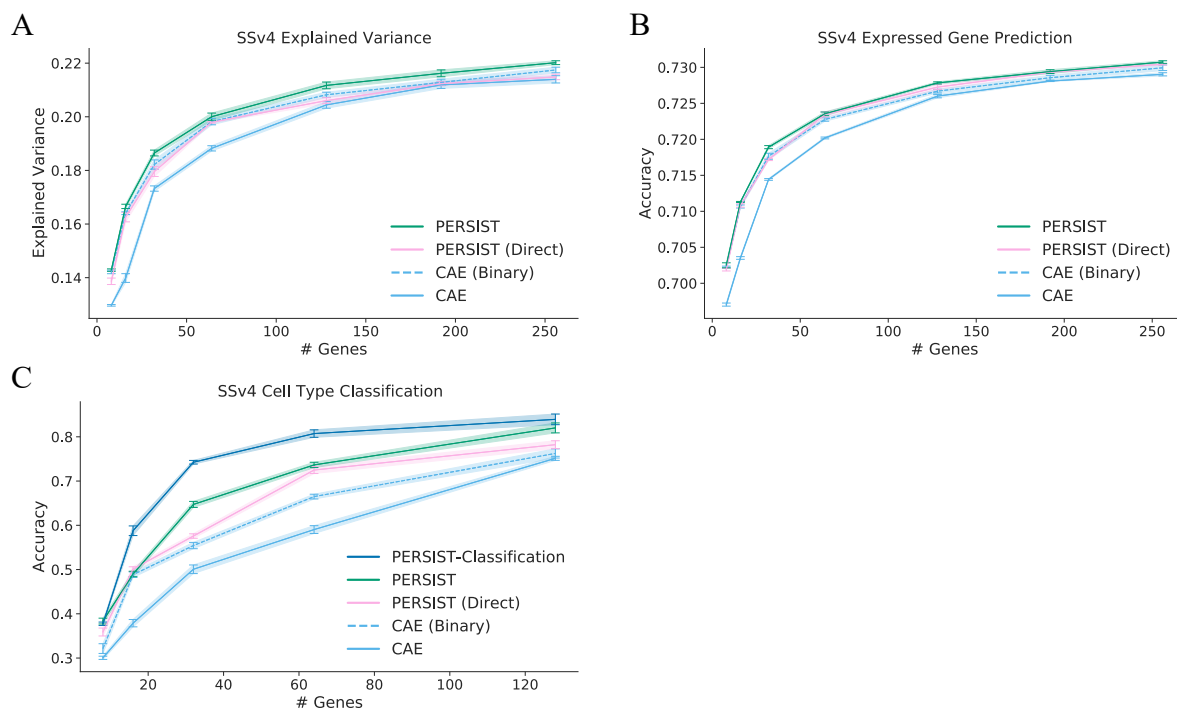 A
SSv4 Explained Variance
Explained Variance
0.22
0.20
0.18
0.16
0.14
0
50
100
150
200
250
# Genes
PERSIST
PERSIST (Direct)
CAE (Binary)
CAE
B
SSv4 Expressed Gene Prediction
Accuracy
0.730
0.725
0.720
0.715
0.710
0.705
0.700
0
50
100
150
200
250
# Genes
PERSIST
PERSIST (Direct)
CAE (Binary)
CAE
C
SSv4 Cell Type Classification
Accuracy
0.8
0.7
0.6
0.5
0.4
0.3
20
40
60
80
100
120
# Genes
PERSIST-Classification
PERSIST
PERSIST (Direct)
CAE (Binary)
CAE